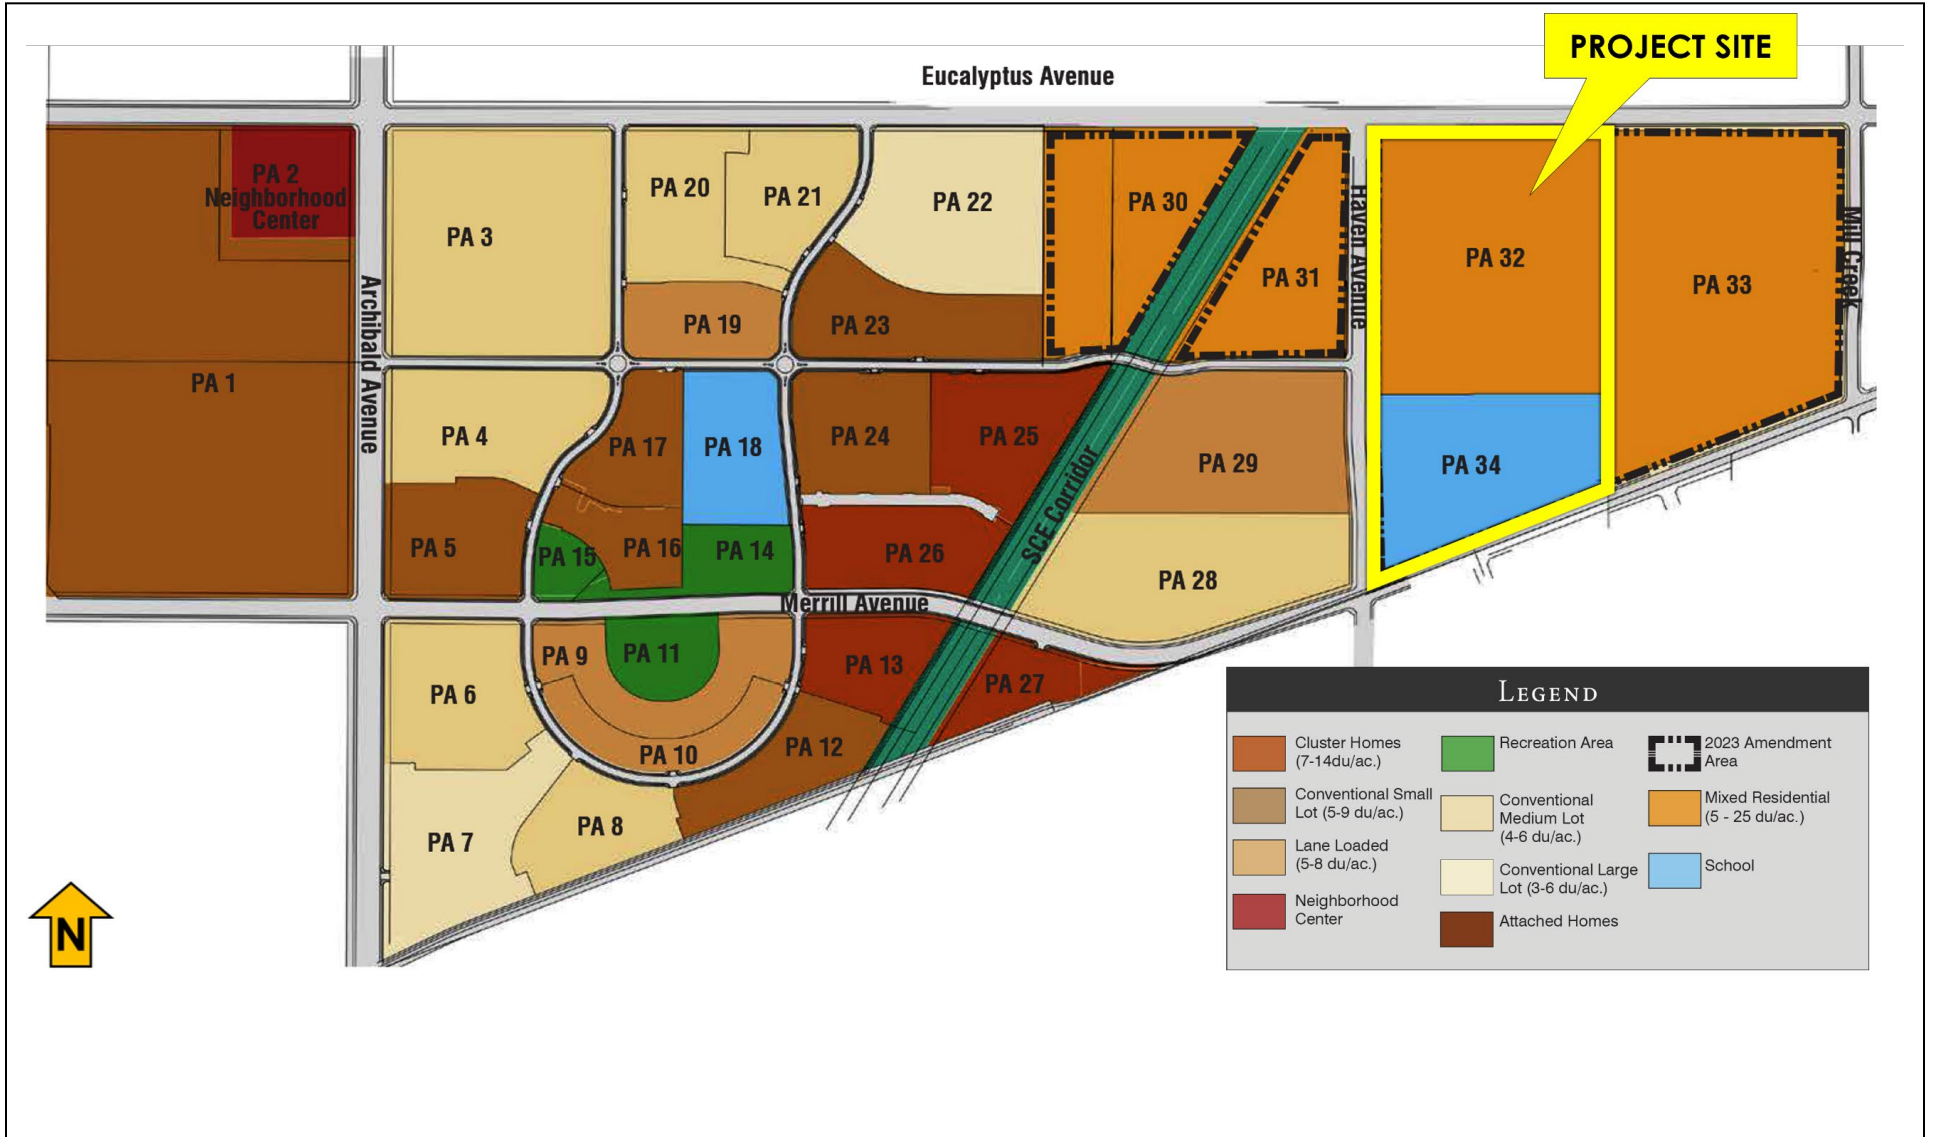 PROJECT SITE
Eucalyptus Avenue
PA 2
Neighborhood
Center
PA 20
PA 21
PA 22
PA 30
PA 3
PA 31
PA 32
PA 33
Haven Avenue
Mill Creek
PA 19
PA 23
PA 1
Archibald Avenue
PA 4
PA 17
PA 18
PA 24
PA 25
PA 29
PA 34
SCE Corridor
PA 5
PA 15
PA 16
PA 14
PA 26
PA 28
Merrill Avenue
PA 9
PA 11
PA 13
PA 27
PA 6
PA 10
PA 12
PA 7
PA 8
N
LEGEND
Cluster Homes
(7-14du/ac.)
Conventional Small
Lot (5-9 du/ac.)
Lane Loaded
(5-8 du/ac.)
Neighborhood
Center
Recreation Area
Conventional
Medium Lot
(4-6 du/ac.)
Conventional Large
Lot (3-6 du/ac.)
Attached Homes
2023 Amendment
Area
Mixed Residential
(5 - 25 du/ac.)
School